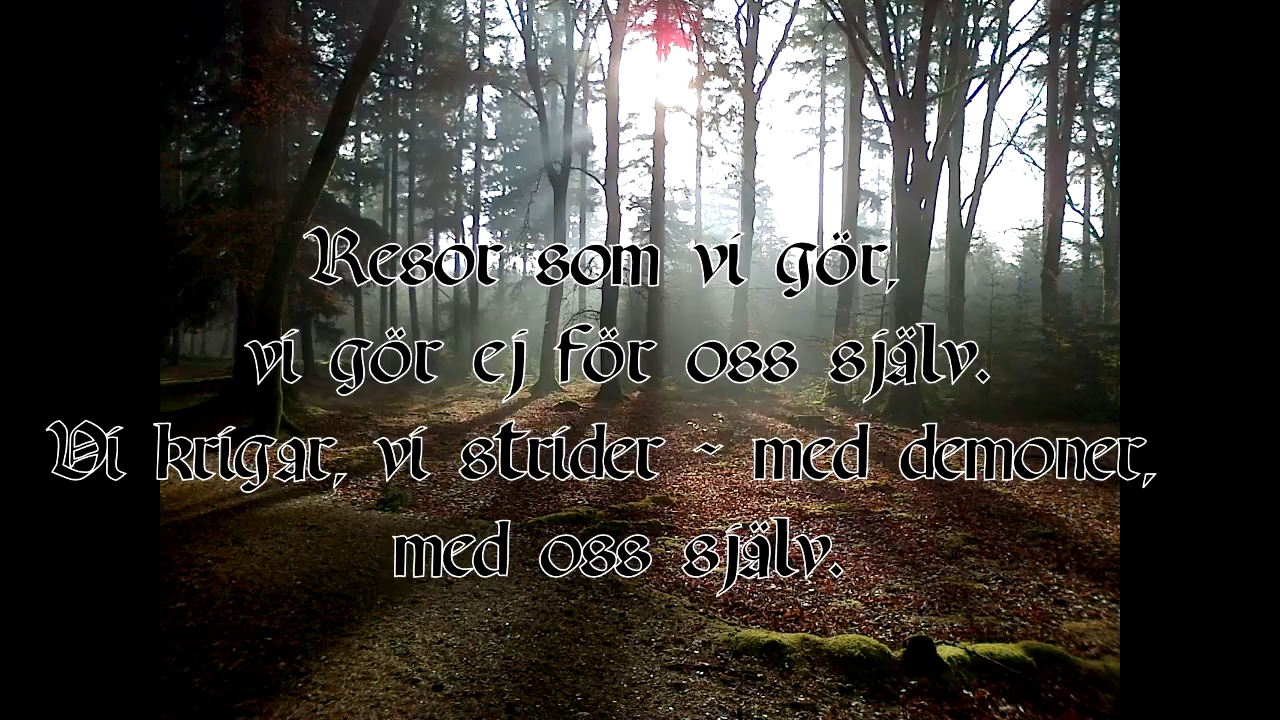 Resor som vi gör,
vi gör ej för oss själv.
Vi krigar, vi strider ~ med demoner,
med oss själv.